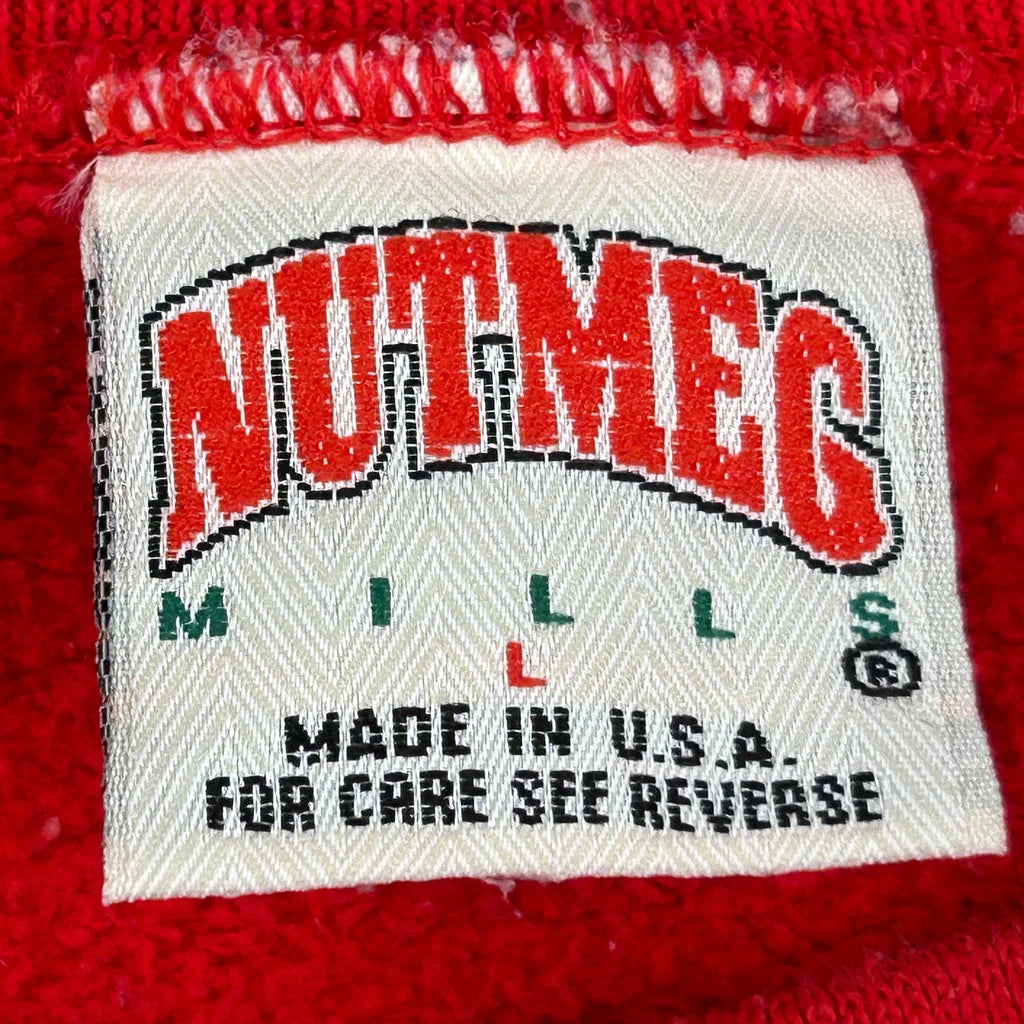 NUTMEG
MILLS
®
L
MADE IN U.S.A.
FOR CARE SEE REVERSE